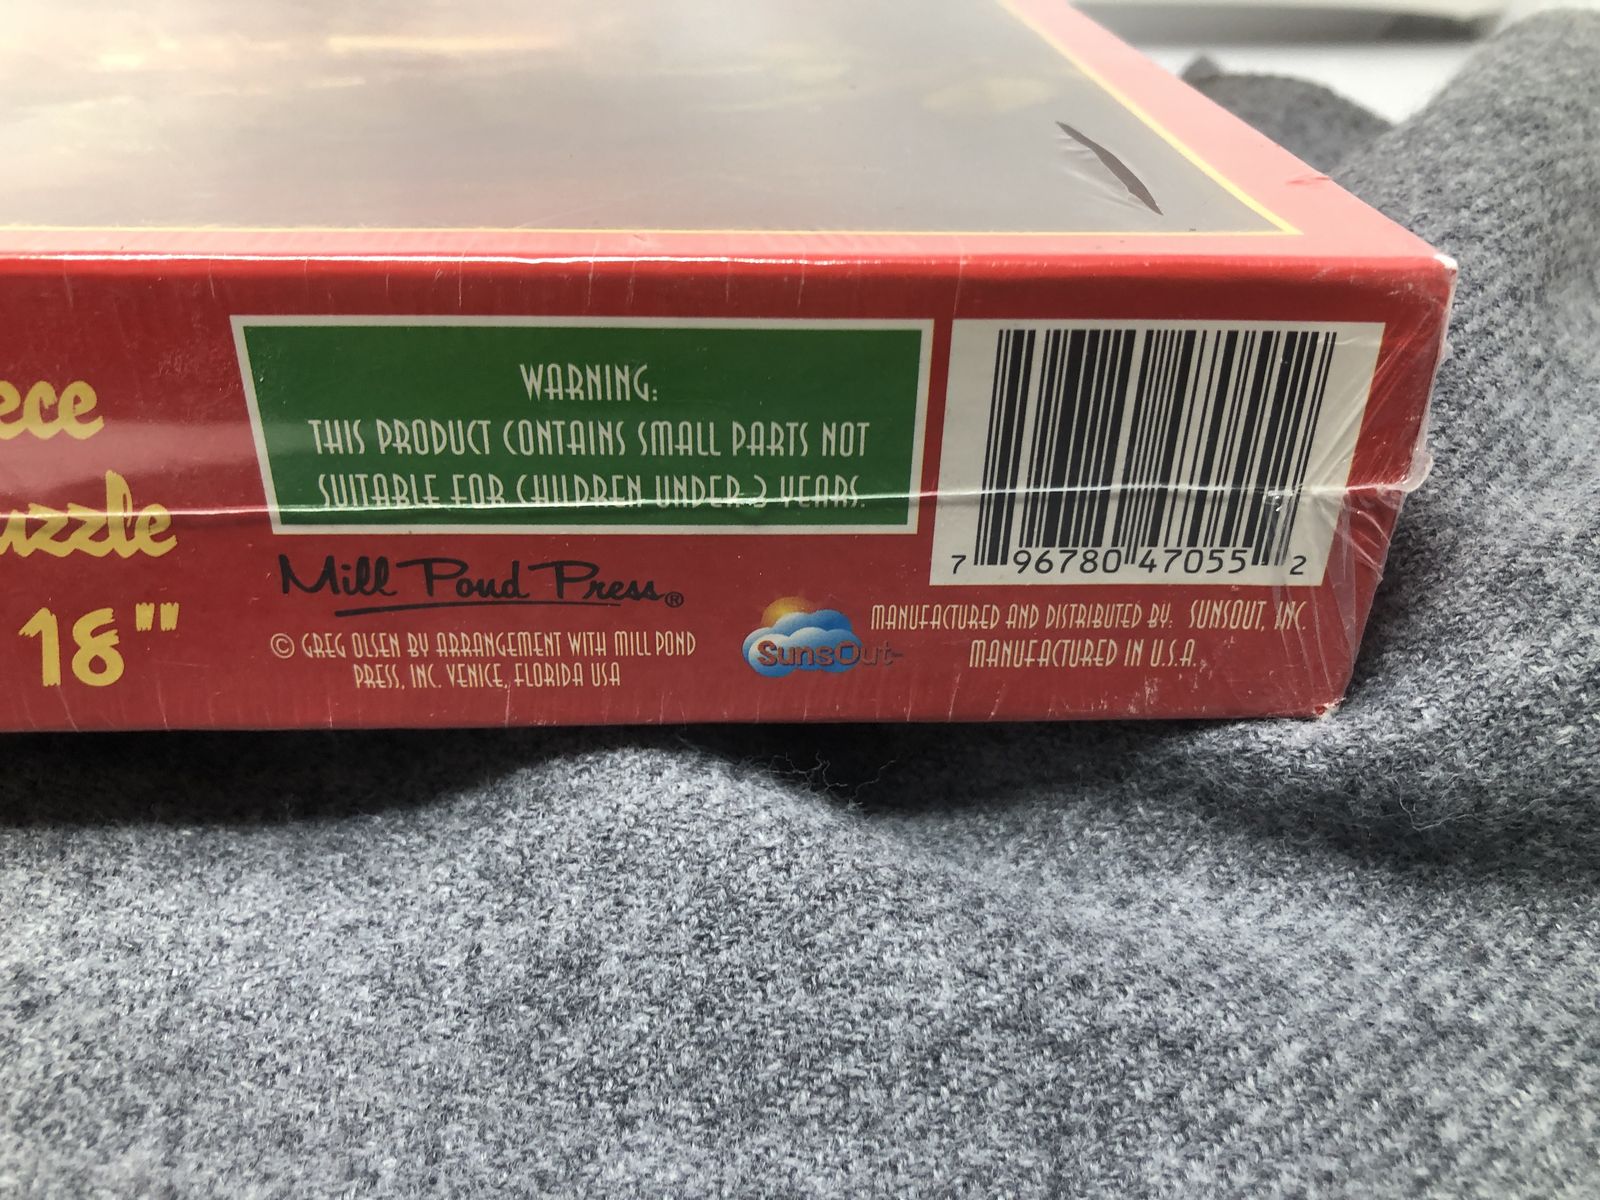 ece
uzzle
18""
WARNING:
THIS PRODUCT CONTAINS SMALL PARTS NOT
SUITABLE FOR CHILDREN UNDER 3 YEARS.
Mill Pond Press®
© GREG OLSEN BY ARRANGEMENT WITH MILL POND
PRESS, INC. VENICE, FLORIDA USA
7 96780 47055 2
SunsOut
MANUFACTURED AND DISTRIBUTED BY: SUNSOUT, INC.
MANUFACTURED IN U.S.A.